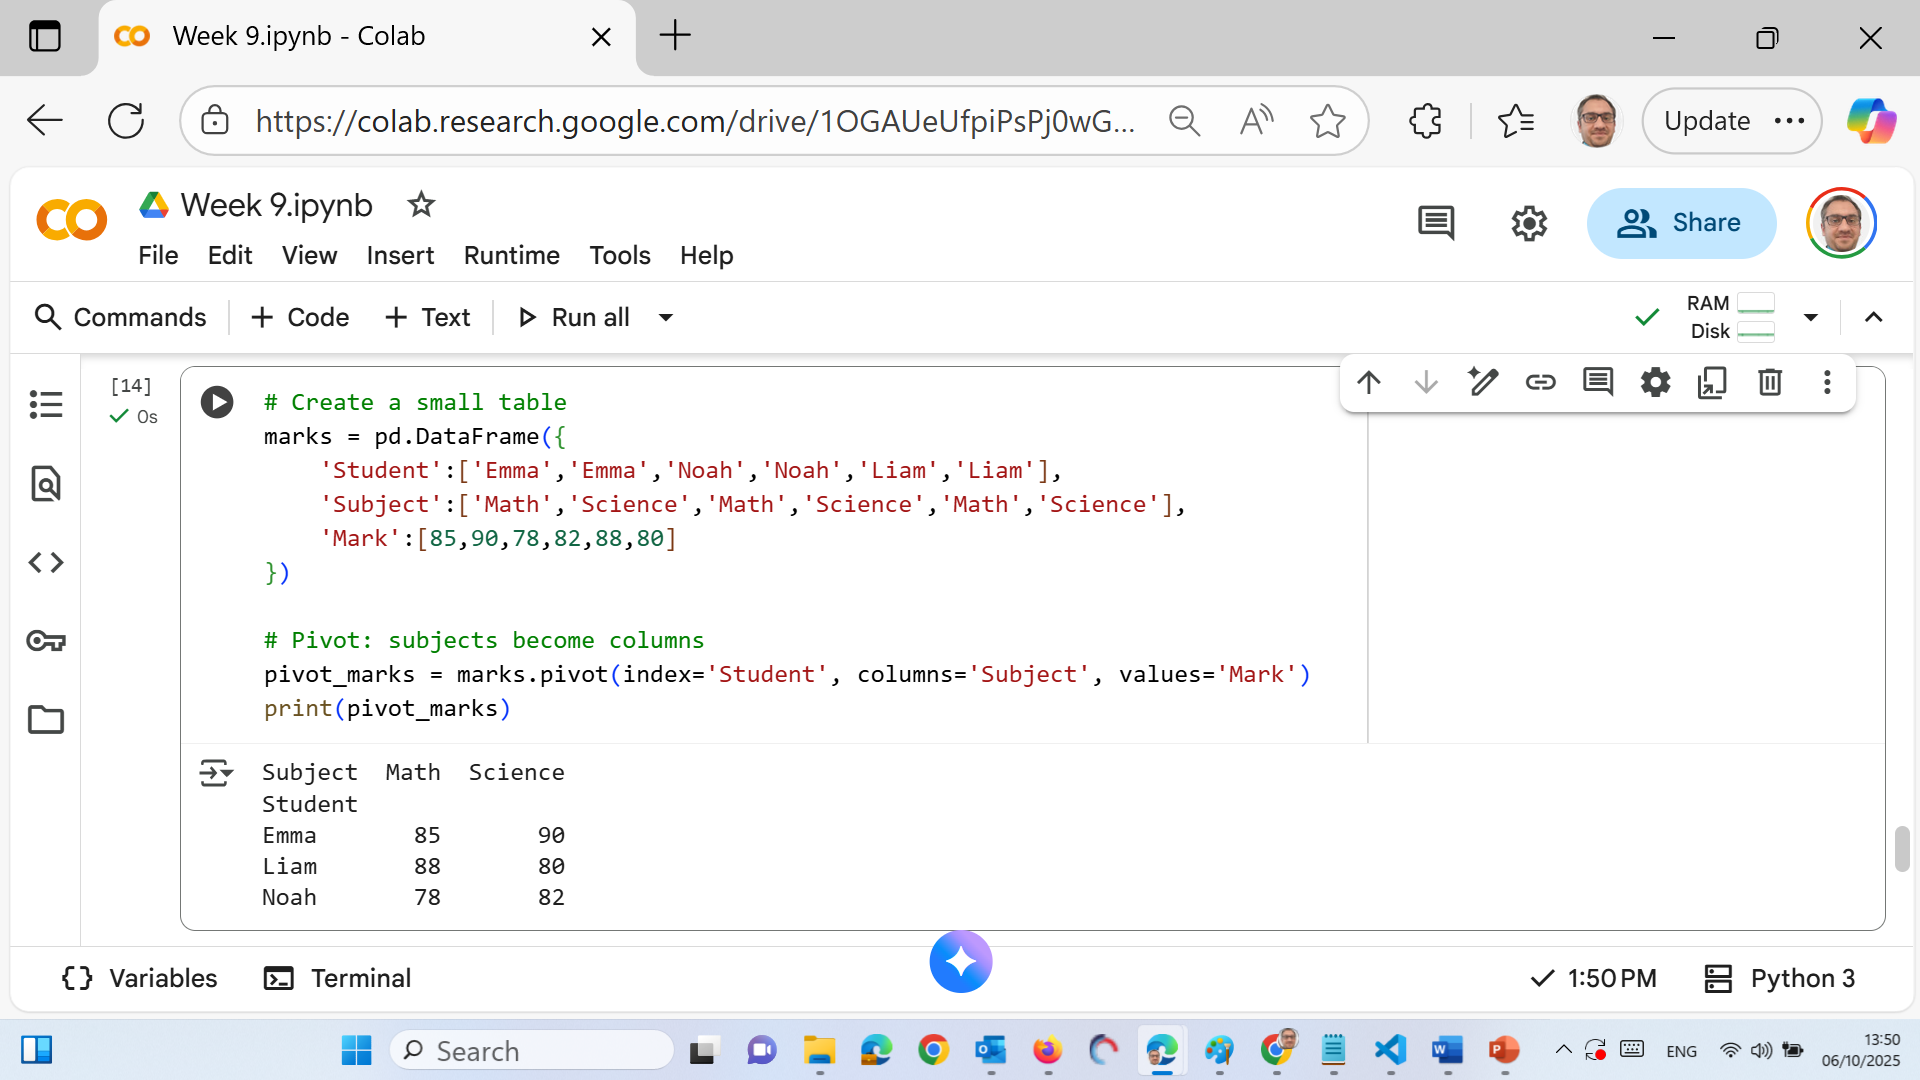 Week 9.ipynb - Colab
https://colab.research.google.com/drive/1OGAUeUfpiPsPj0wG...
Update
Week 9.ipynb
File Edit View Insert Runtime Tools Help
Share
Commands + Code + Text Run all
RAM
Disk
[14]
0s
# Create a small table
marks = pd.DataFrame({
    'Student':['Emma','Emma','Noah','Noah','Liam','Liam'],
    'Subject':['Math','Science','Math','Science','Math','Science'],
    'Mark':[85,90,78,82,88,80]
})
# Pivot: subjects become columns
pivot_marks = marks.pivot(index='Student', columns='Subject', values='Mark')
print(pivot_marks)
Subject  Math  Science
Student
Emma       85       90
Liam       88       80
Noah       78       82
{} Variables Terminal
1:50 PM Python 3
Search
ENG
13:50
06/10/2025